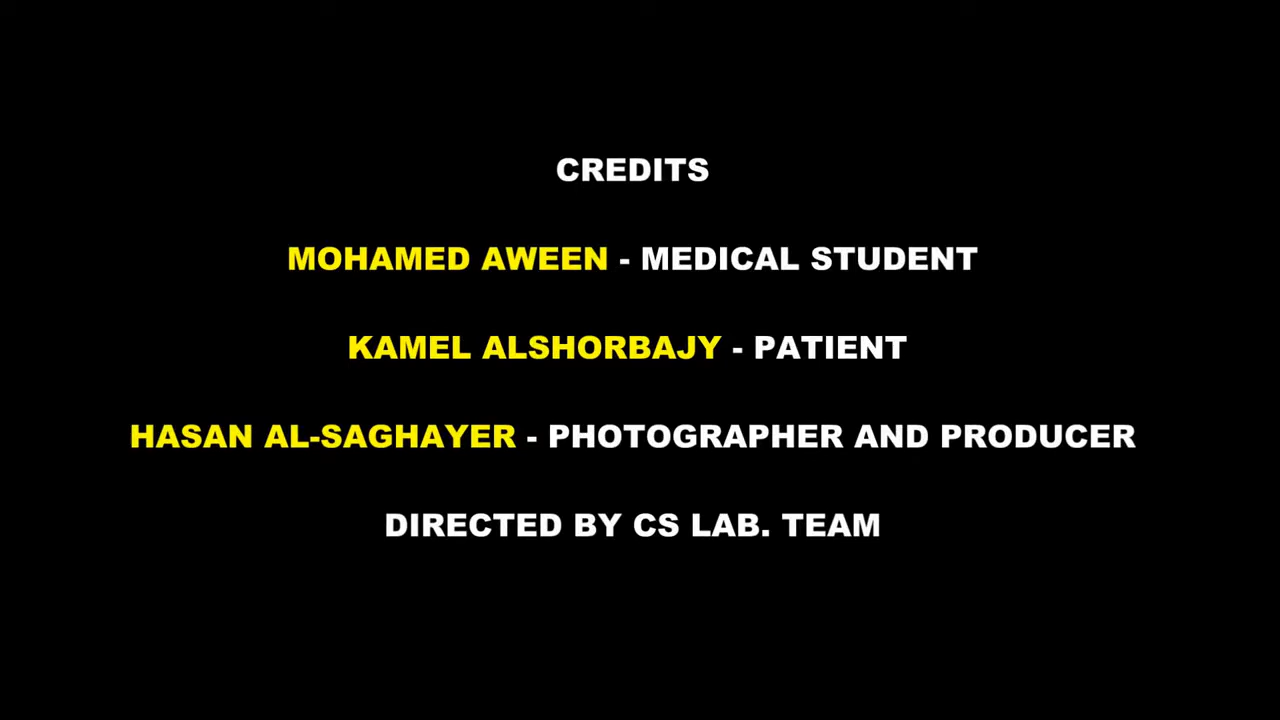 CREDITS
MOHAMED AWEEN - MEDICAL STUDENT
KAMEL ALSHORBAJY - PATIENT
HASAN AL-SAGHAYER - PHOTOGRAPHER AND PRODUCER
DIRECTED BY CS LAB. TEAM